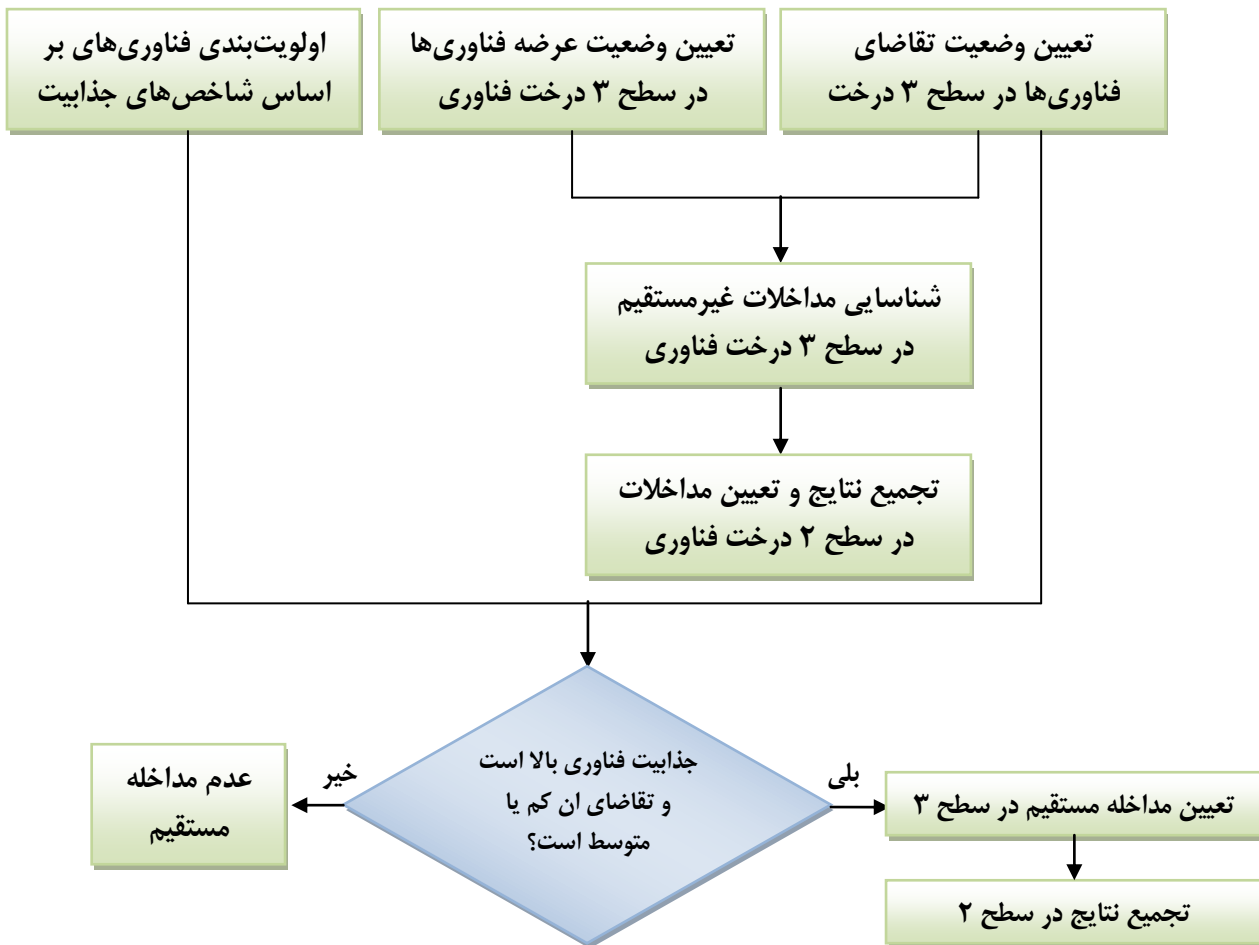 تعیین وضعیت تقاضای
فناوری‌ها در سطح ۳ درخت
تعیین وضعیت عرضه فناوری‌ها
در سطح ۳ درخت فناوری
اولویت‌بندی فناوری‌های بر
اساس شاخص‌های جذابیت
شناسایی مداخلات غیرمستقیم
در سطح ۳ درخت فناوری
تجمیع نتایج و تعیین مداخلات
در سطح ۲ درخت فناوری
جذابیت فناوری بالا است
و تقاضای ان کم یا
متوسط است؟
بلی
تعیین مداخله مستقیم در سطح ۳
تجمیع نتایج در سطح ۲
خیر
عدم مداخله
مستقیم